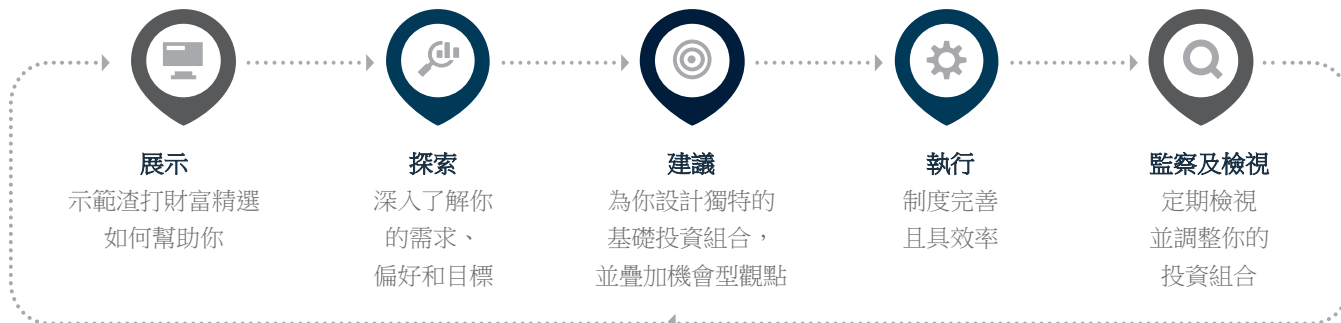 展示
示範渣打財富精選
如何幫助你
探索
深入了解你
的需求、
偏好和目標
建議
為你設計獨特的
基礎投資組合，
並疊加機會型觀點
執行
制度完善
且具效率
監察及檢視
定期檢視
並調整你的
投資組合